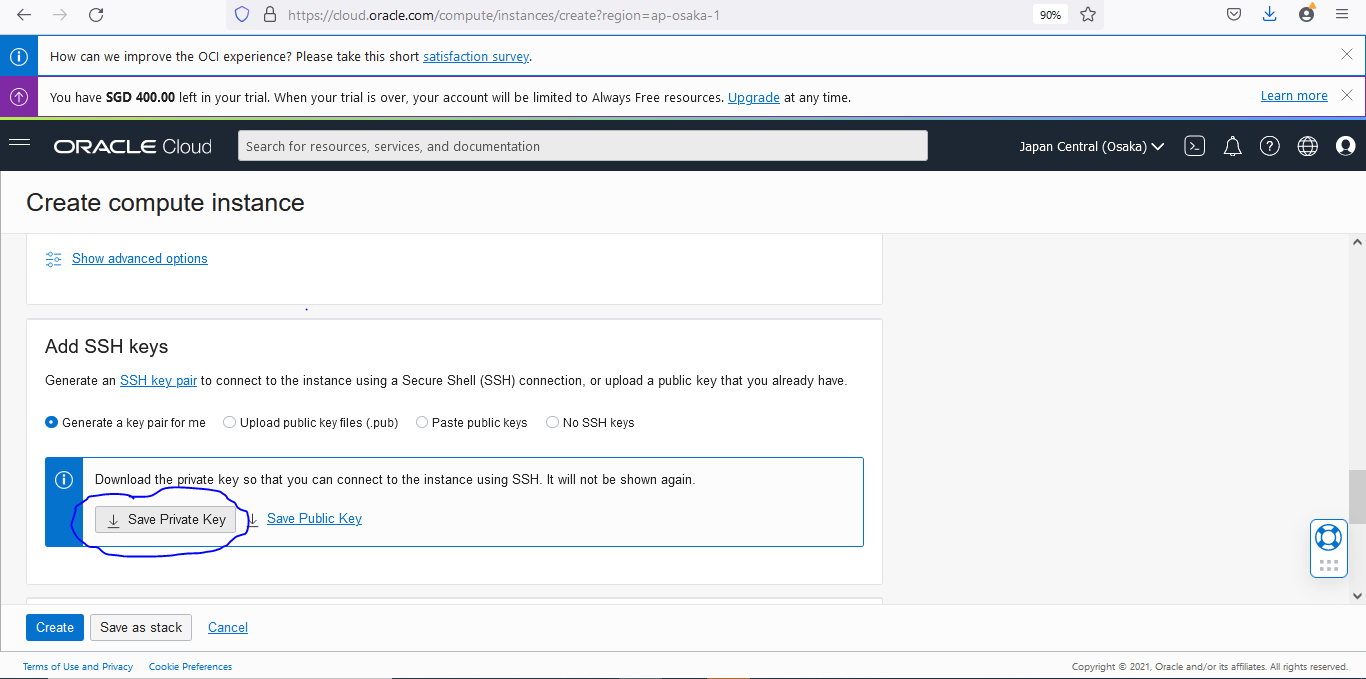 https://cloud.oracle.com/compute/instances/create?region=ap-osaka-1
90%
How can we improve the OCI experience? Please take this short satisfaction survey.
You have SGD 400.00 left in your trial. When your trial is over, your account will be limited to Always Free resources. Upgrade at any time.
Learn more
ORACLE Cloud
Search for resources, services, and documentation
Japan Central (Osaka)
Create compute instance
Show advanced options
Add SSH keys
Generate an SSH key pair to connect to the instance using a Secure Shell (SSH) connection, or upload a public key that you already have.
Generate a key pair for me
Upload public key files (.pub)
Paste public keys
No SSH keys
Download the private key so that you can connect to the instance using SSH. It will not be shown again.
Save Private Key
Save Public Key
Create
Save as stack
Cancel
Terms of Use and Privacy
Cookie Preferences
Copyright © 2021, Oracle and/or its affiliates. All rights reserved.